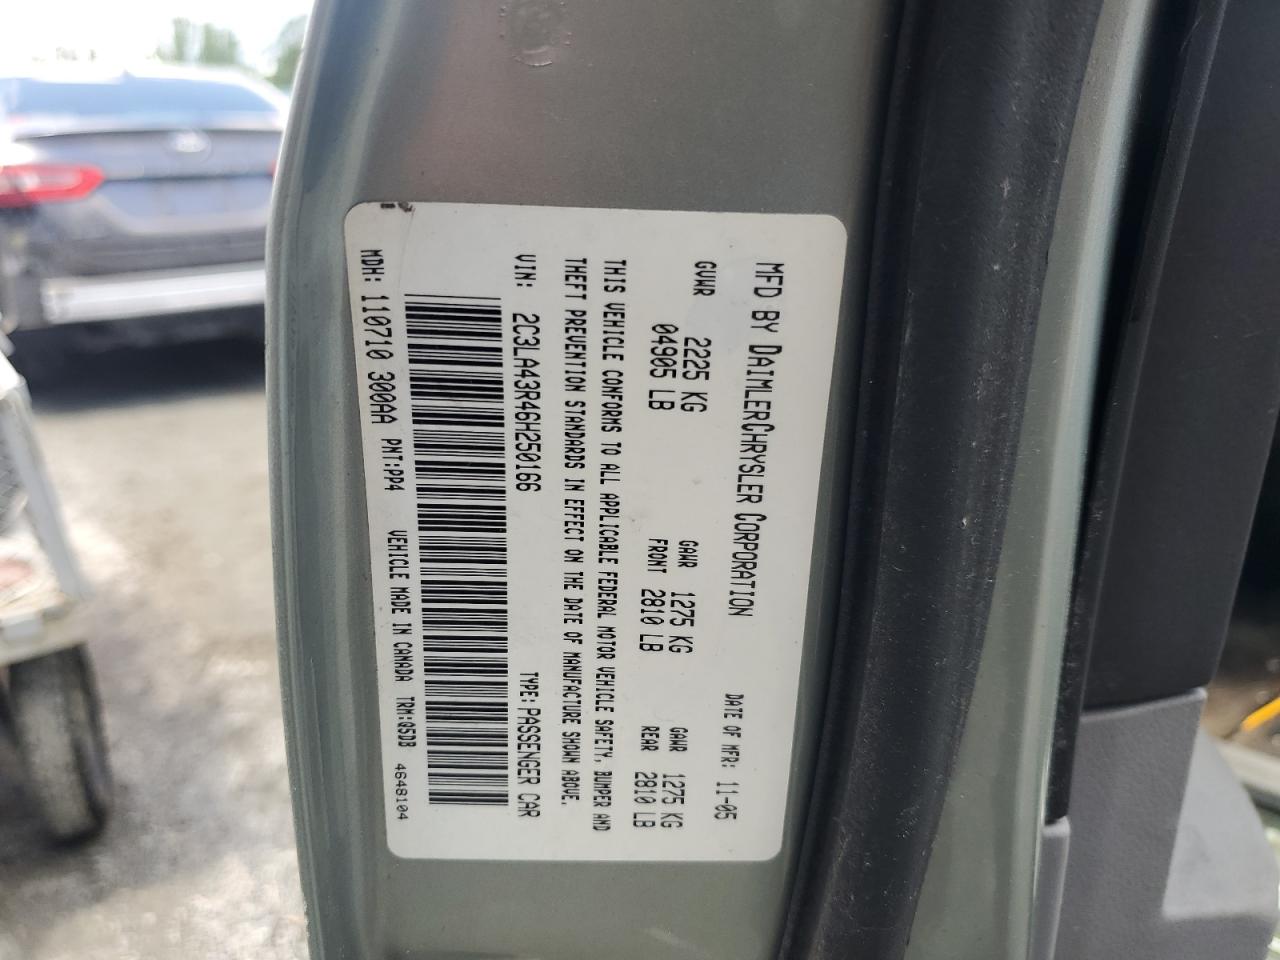 MFD BY DAIMLERCHRYSLER CORPORATION DATE OF MFR: 11-05
GVWR 2225 KG GAWR 1275 KG GAWR 1275 KG
04905 LB FRONT 2810 LB REAR 2810 LB
THIS VEHICLE CONFORMS TO ALL APPLICABLE FEDERAL MOTOR VEHICLE SAFETY, BUMPER AND
THEFT PREVENTION STANDARDS IN EFFECT ON THE DATE OF MANUFACTURE SHOWN ABOVE.
VIN: 2C3LA43R46H250166 TYPE: PASSENGER CAR
MDH: 110710 300AA PNT:PP4 VEHICLE MADE IN CANADA TRM:Q5DB 4648104